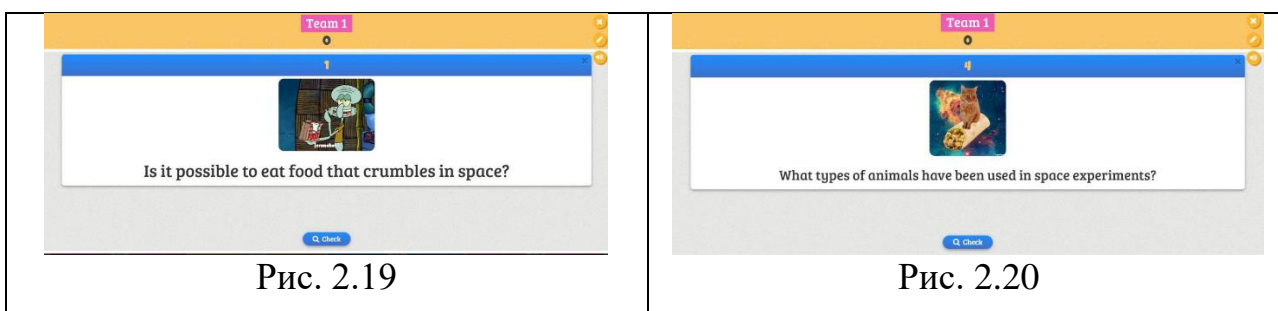 Team 1
0
1
Is it possible to eat food that crumbles in space?
Check
Рис. 2.19
Team 1
0
4
What types of animals have been used in space experiments?
Check
Рис. 2.20